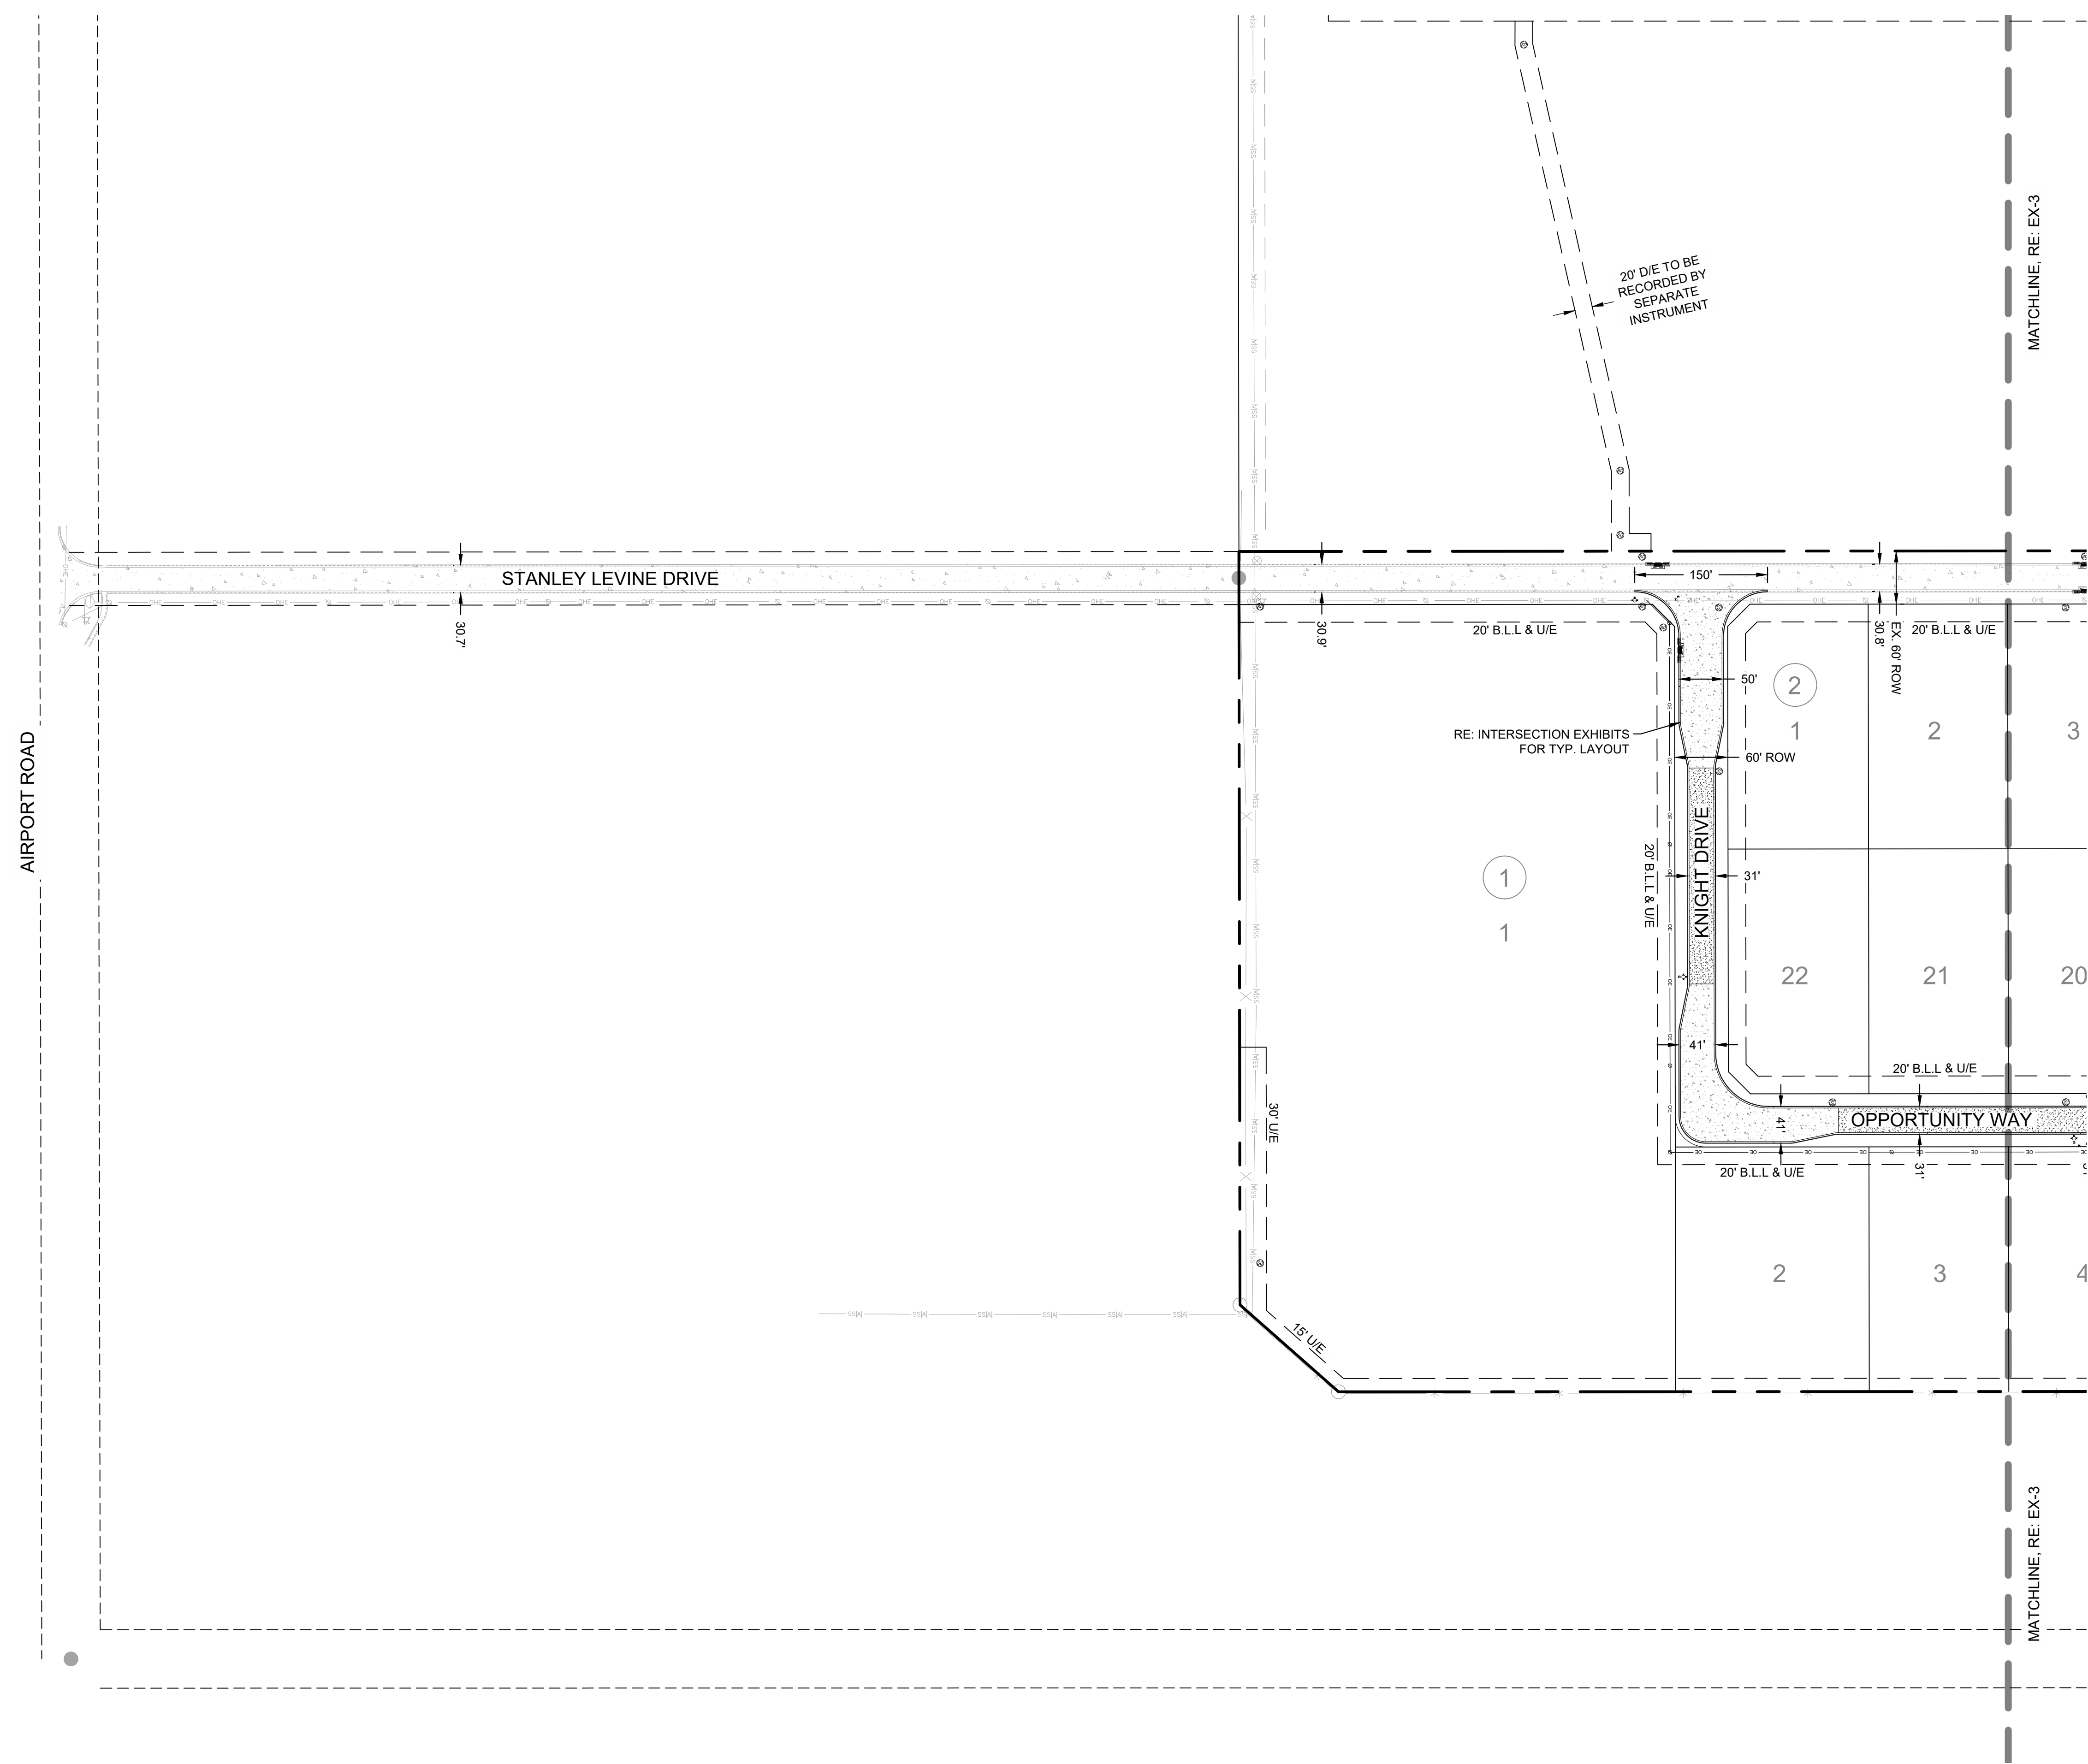 MATCHLINE, RE: EX-3
20' D/E TO BE
RECORDED BY
SEPARATE
INSTRUMENT
STANLEY LEVINE DRIVE
150'
30.7'
30.9'
20' B.L.L & U/E
30.8'
EX. 60' ROW
20' B.L.L & U/E
50'
2
1
2
3
RE: INTERSECTION EXHIBITS
FOR TYP. LAYOUT
60' ROW
AIRPORT ROAD
KNIGHT DRIVE
20' B.L.L & U/E
31'
1
1
22
21
20
41'
20' B.L.L & U/E
30' U/E
41'
OPPORTUNITY WAY
31'
20' B.L.L & U/E
2
3
4
15' U/E
MATCHLINE, RE: EX-3